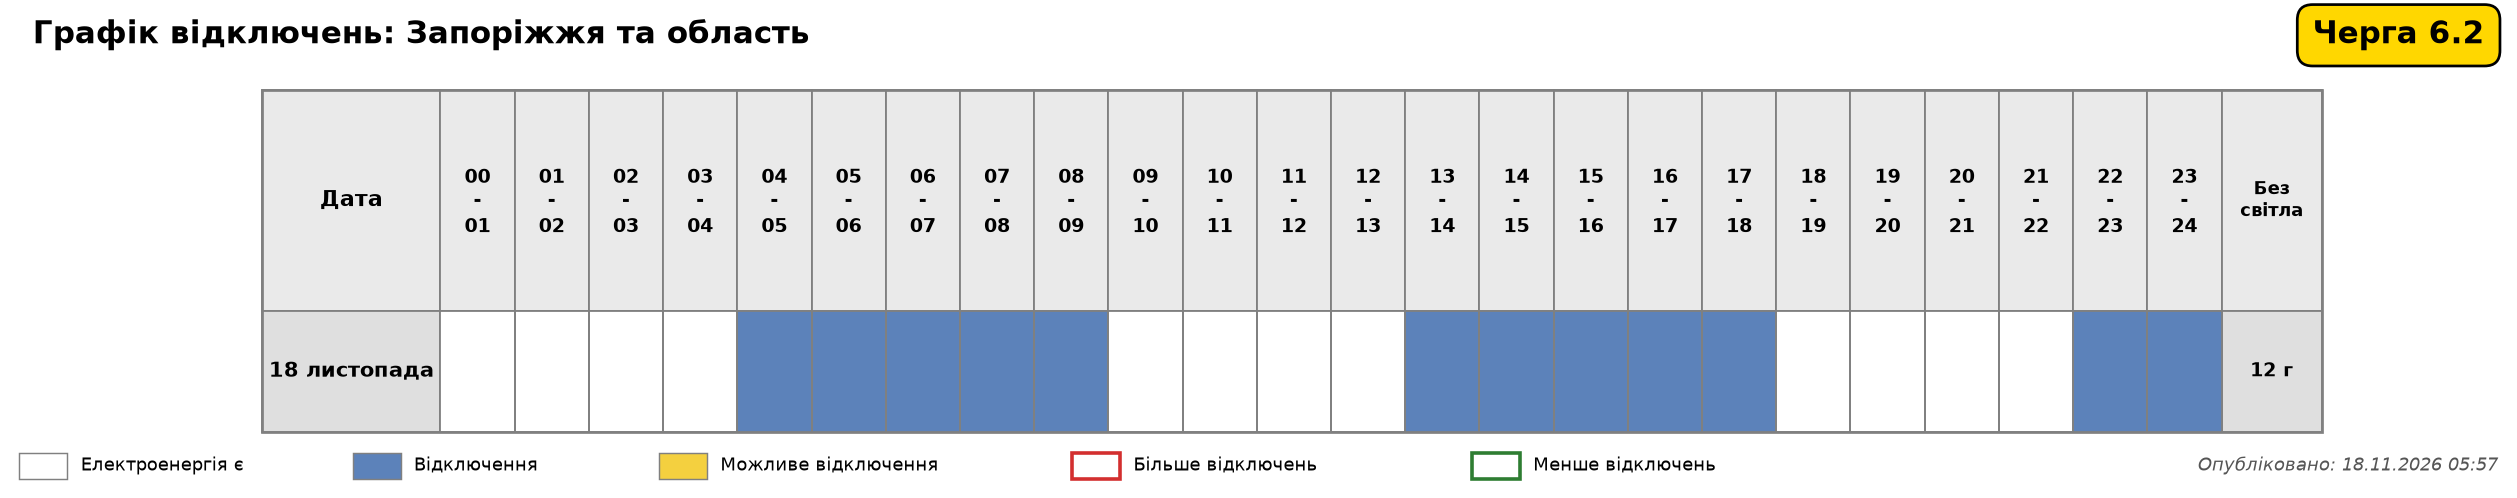 Графік відключень: Запоріжжя та область
Черга 6.2
Дата
00 - 01
01 - 02
02 - 03
03 - 04
04 - 05
05 - 06
06 - 07
07 - 08
08 - 09
09 - 10
10 - 11
11 - 12
12 - 13
13 - 14
14 - 15
15 - 16
16 - 17
17 - 18
18 - 19
19 - 20
20 - 21
21 - 22
22 - 23
23 - 24
Без
світла
18 листопада
12 г
Електроенергія є
Відключення
Можливе відключення
Більше відключень
Менше відключень
Опубліковано: 18.11.2026 05:57